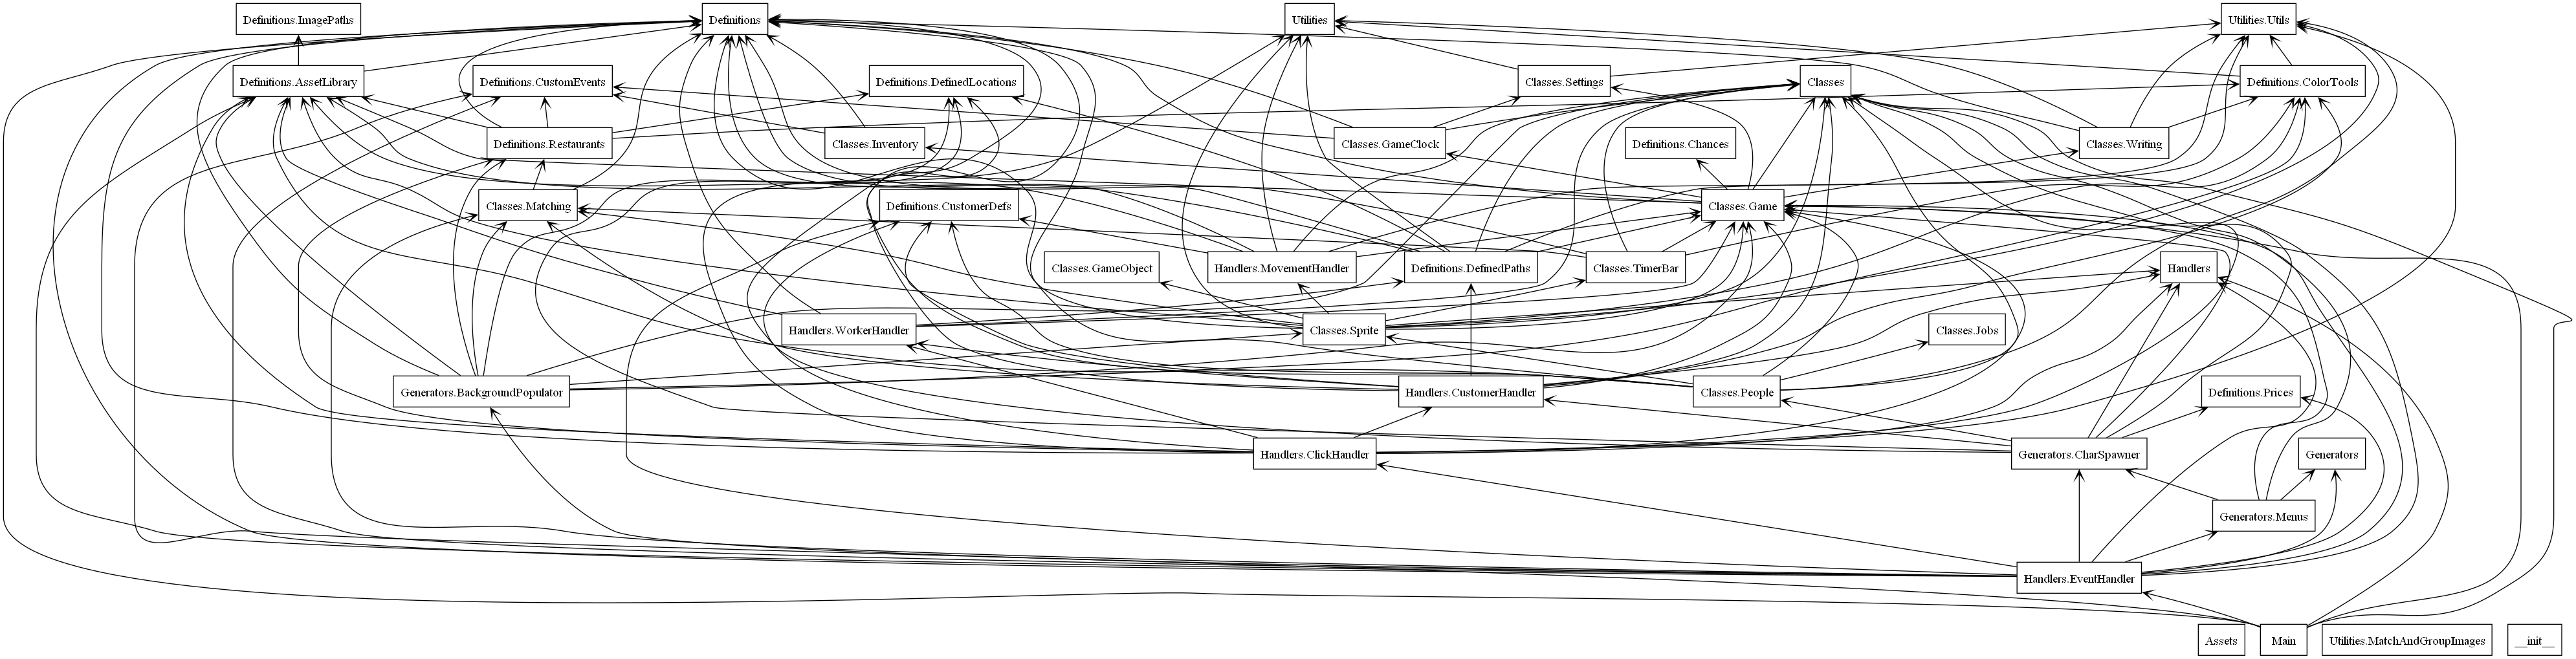 Definitions.ImagePaths
Definitions
Utilities
Utilities.Utils
Definitions.AssetLibrary
Definitions.CustomEvents
Definitions.DefinedLocations
Classes.Settings
Classes
Definitions.ColorTools
Definitions.Restaurants
Classes.Inventory
Classes.GameClock
Definitions.Chances
Classes.Writing
Classes.Matching
Definitions.CustomerDefs
Classes.Game
Classes.GameObject
Handlers.MovementHandler
Definitions.DefinedPaths
Classes.TimerBar
Handlers
Handlers.WorkerHandler
Classes.Sprite
Classes.Jobs
Generators.BackgroundPopulator
Handlers.CustomerHandler
Classes.People
Definitions.Prices
Handlers.ClickHandler
Generators.CharSpawner
Generators
Generators.Menus
Handlers.EventHandler
Assets
Main
Utilities.MatchAndGroupImages
__init__